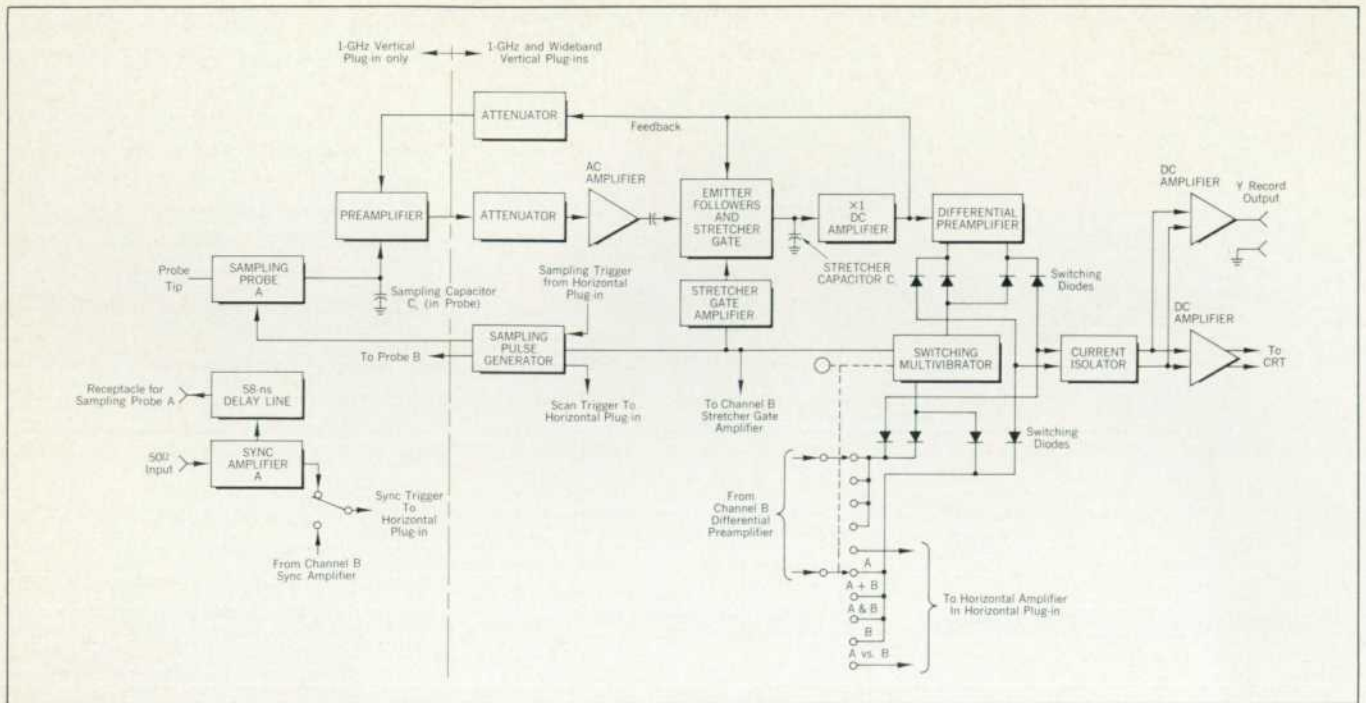 1-GHz Vertical
Plug-in only
1-GHz and Wideband
Vertical Plug-ins
ATTENUATOR
Feedback
PREAMPLIFIER
ATTENUATOR
AC
AMPLIFIER
EMITTER
FOLLOWERS
AND
STRETCHER
GATE
×1
DC
AMPLIFIER
DIFFERENTIAL
PREAMPLIFIER
DC
AMPLIFIER
Y Record
Output
Probe
Tip
SAMPLING
PROBE
A
Sampling Capacitor
Cs (in Probe)
Sampling Trigger
from Horizontal
Plug-in
STRETCHER
CAPACITOR C
STRETCHER
GATE
AMPLIFIER
Switching
Diodes
DC
AMPLIFIER
To Probe B
SAMPLING
PULSE
GENERATOR
SWITCHING
MULTIVIBRATOR
CURRENT
ISOLATOR
To
CRT
Receptacle for
Sampling Probe A
58-ns
DELAY LINE
Scan Trigger To
Horizontal Plug-in
To Channel B
Stretcher Gate
Amplifier
Switching
Diodes
50Ω
Input
SYNC
AMPLIFIER
A
Sync Trigger
To
Horizontal
Plug-in
From Channel B
Sync Amplifier
From
Channel B
Differential
Preamplifier
A
A + B
A & B
B
A vs. B
To Horizontal Amplifier
In Horizontal Plug-in